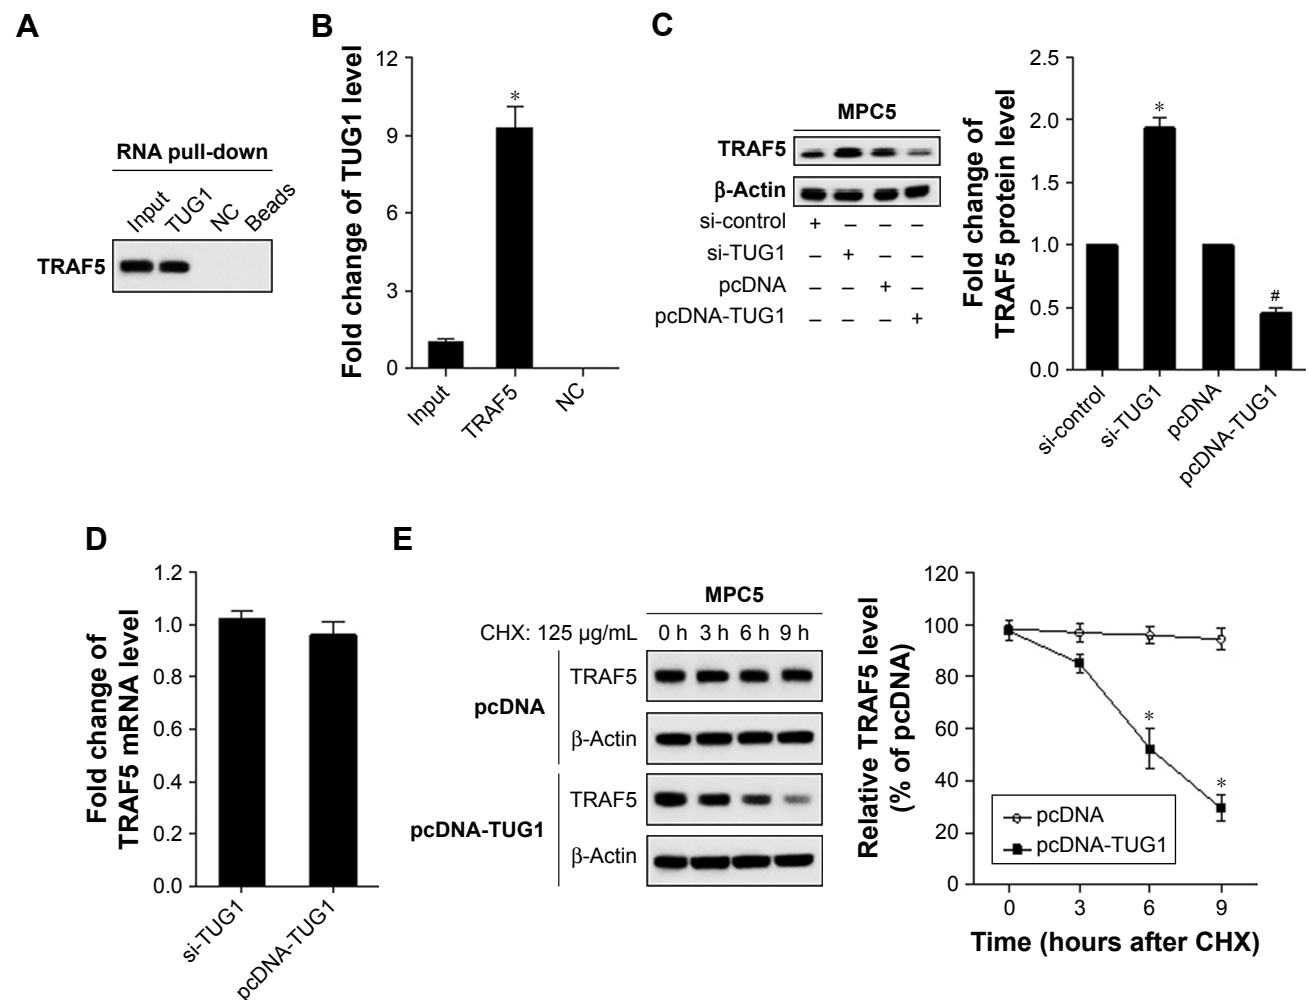 A
RNA pull-down
Input
TUG1
NC
Beads
TRAF5
B
Fold change of TUG1 level
12
9
6
3
0
*
Input
TRAF5
NC
C
MPC5
TRAF5
β-Actin
si-control + – – –
si-TUG1 – + – –
pcDNA – – + –
pcDNA-TUG1 – – – +
Fold change of
TRAF5 protein level
2.5
2.0
1.5
1.0
0.5
0.0
*
#
si-control
si-TUG1
pcDNA
pcDNA-TUG1
D
Fold change of
TRAF5 mRNA level
1.2
1.0
0.8
0.6
0.4
0.2
0.0
si-TUG1
pcDNA-TUG1
E
MPC5
CHX: 125 µg/mL 0 h 3 h 6 h 9 h
pcDNA
TRAF5
β-Actin
pcDNA-TUG1
TRAF5
β-Actin
Relative TRAF5 level
(% of pcDNA)
120
100
80
60
40
20
0
*
*
pcDNA
pcDNA-TUG1
0 3 6 9
Time (hours after CHX)